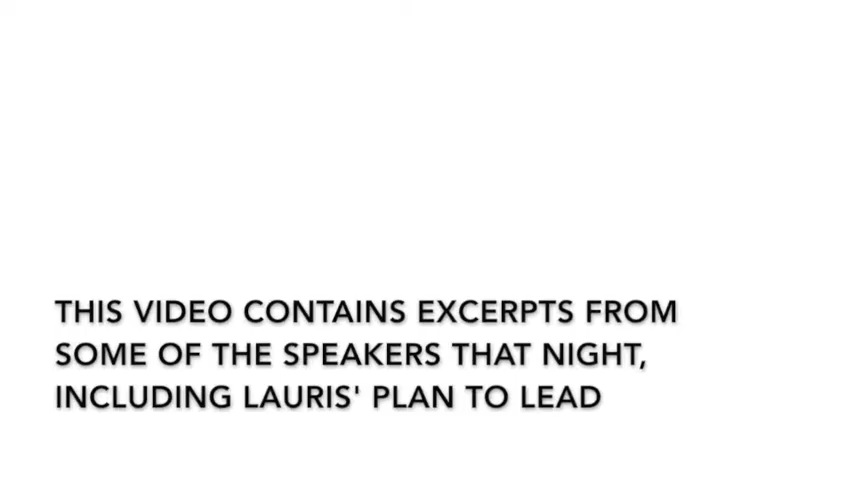 THIS VIDEO CONTAINS EXCERPTS FROM
SOME OF THE SPEAKERS THAT NIGHT,
INCLUDING LAURIS' PLAN TO LEAD